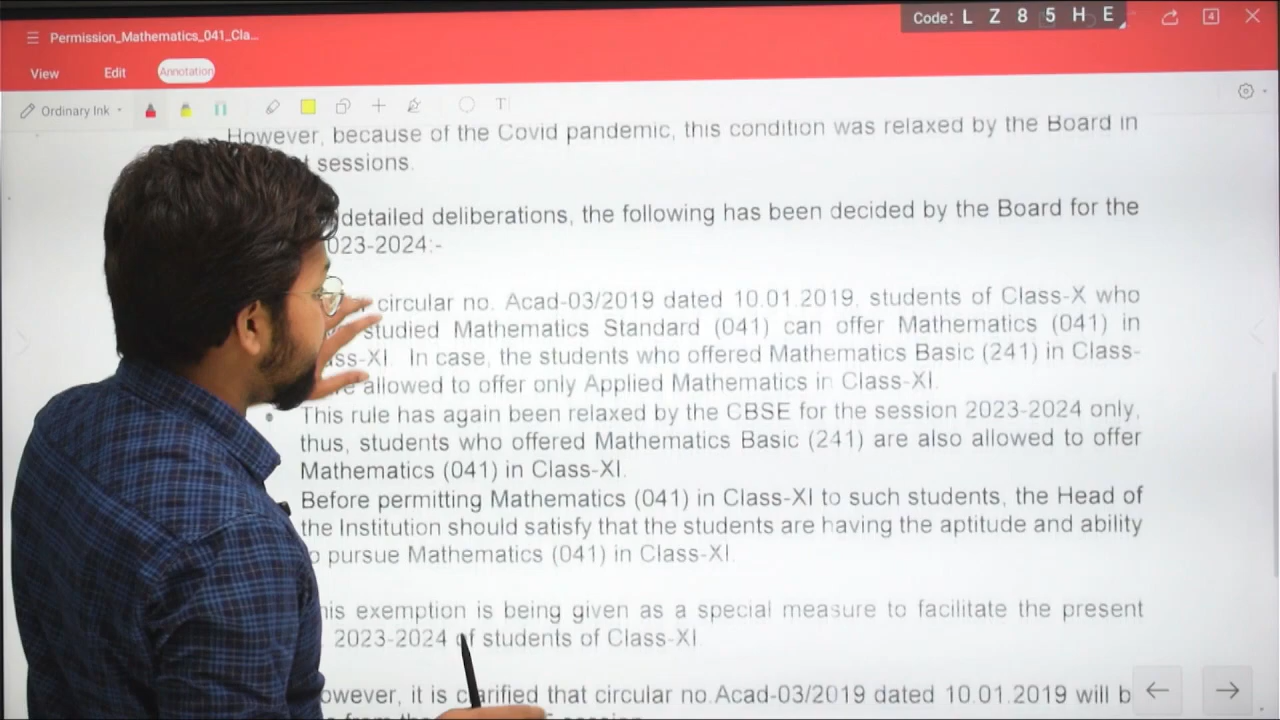 Code: L Z 8 5 H E
4
Permission_Mathematics_041_Cla...
View Edit Annotation
Ordinary Ink
However, because of the Covid pandemic, this condition was relaxed by the Board in
sessions.
detailed deliberations, the following has been decided by the Board for the
023-2024:-
circular no. Acad-03/2019 dated 10.01.2019. students of Class-X who
studied Mathematics Standard (041) can offer Mathematics (041) in
ss-XI. In case, the students who offered Mathematics Basic (241) in Class-
allowed to offer only Applied Mathematics in Class-XI.
• This rule has again been relaxed by the CBSE for the session 2023-2024 only,
thus, students who offered Mathematics Basic (241) are also allowed to offer
Mathematics (041) in Class-XI.
Before permitting Mathematics (041) in Class-XI to such students, the Head of
the Institution should satisfy that the students are having the aptitude and ability
o pursue Mathematics (041) in Class-XI.
his exemption is being given as a special measure to facilitate the present
2023-2024 of students of Class-XI.
owever, it is clarified that circular no.Acad-03/2019 dated 10.01.2019 will b